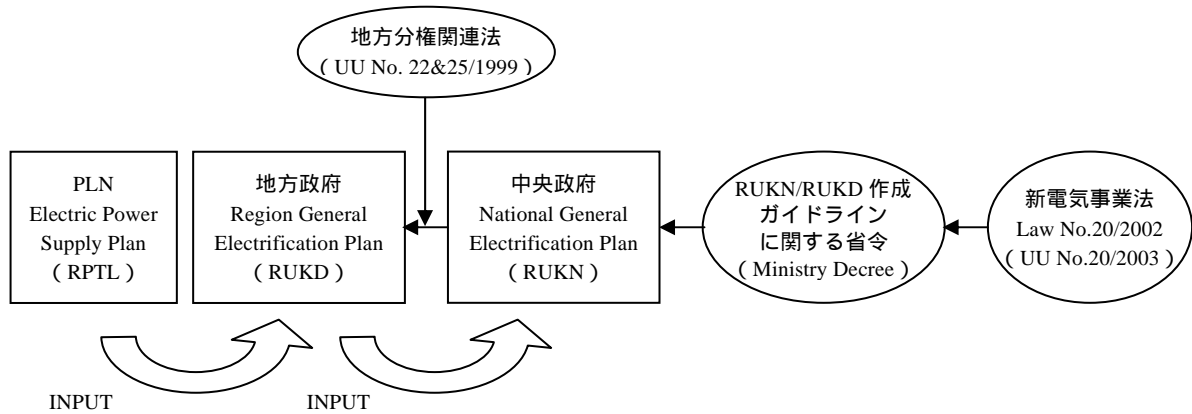 地方分権関連法
( UU No. 22&25/1999 )
PLN
Electric Power
Supply Plan
( RPTL )
地方政府
Region General
Electrification Plan
( RUKD )
中央政府
National General
Electrification Plan
( RUKN )
RUKN/RUKD 作成
ガイドライン
に関する省令
( Ministry Decree )
新電気事業法
Law No.20/2002
( UU No.20/2003 )
INPUT
INPUT